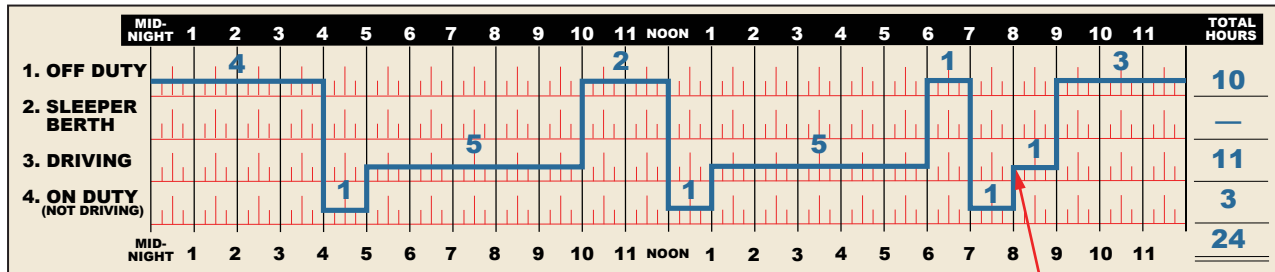 MID-NIGHT 1 2 3 4 5 6 7 8 9 10 11 NOON 1 2 3 4 5 6 7 8 9 10 11 TOTAL HOURS
1. OFF DUTY 4 2 1 3 10
2. SLEEPER BERTH —
3. DRIVING 5 5 1 11
4. ON DUTY (NOT DRIVING) 1 1 1 3
MID-NIGHT 1 2 3 4 5 6 7 8 9 10 11 NOON 1 2 3 4 5 6 7 8 9 10 11 24